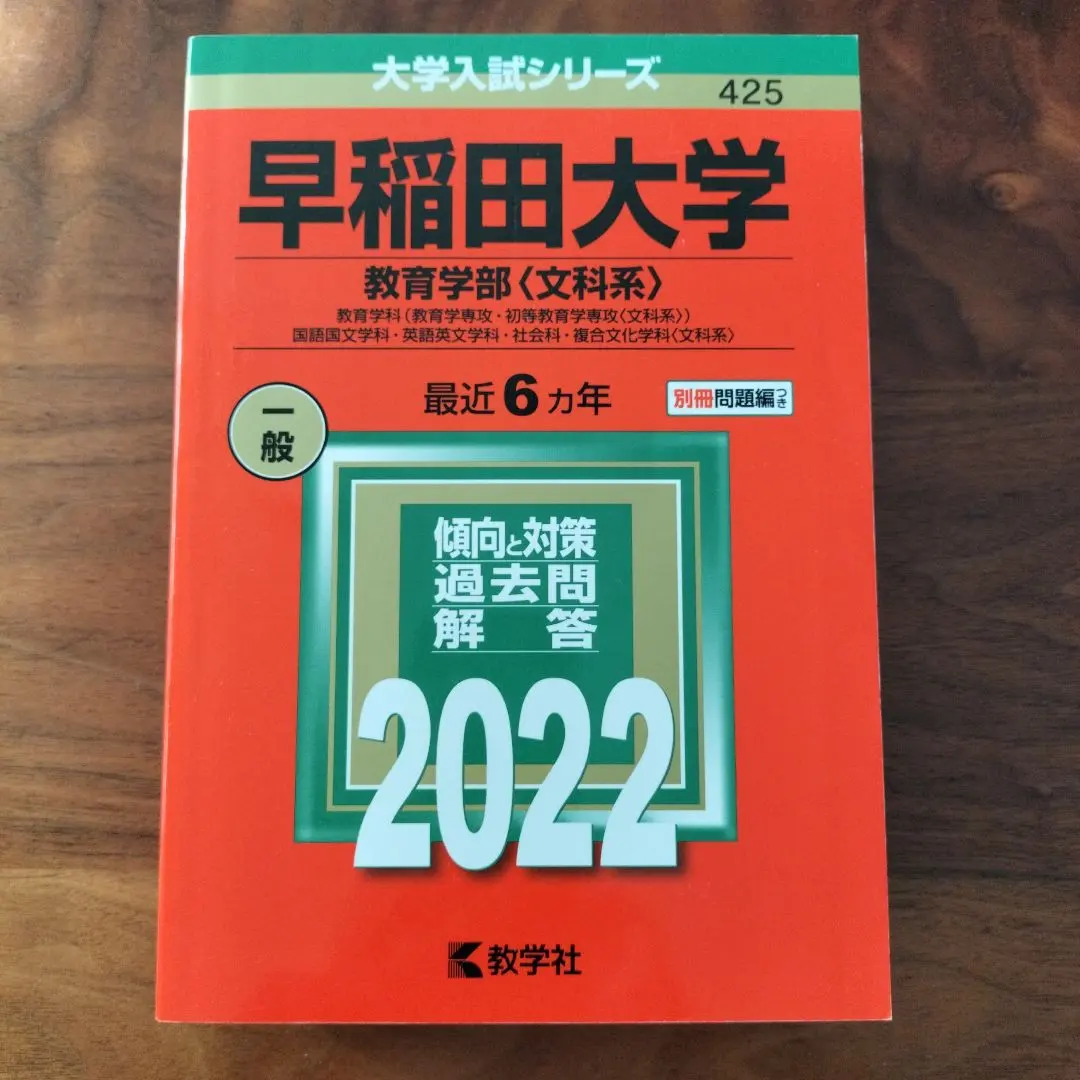 大学入試シリーズ
425
早稲田大学
教育学部〈文科系〉
教育学科(教育学専攻・初等教育学専攻〈文科系〉)
国語国文学科・英語英文学科・社会科・複合文化学科〈文科系〉
最近6ヵ年
別冊問題編つき
一般
傾向と対策
過去問
解答
2022
教学社